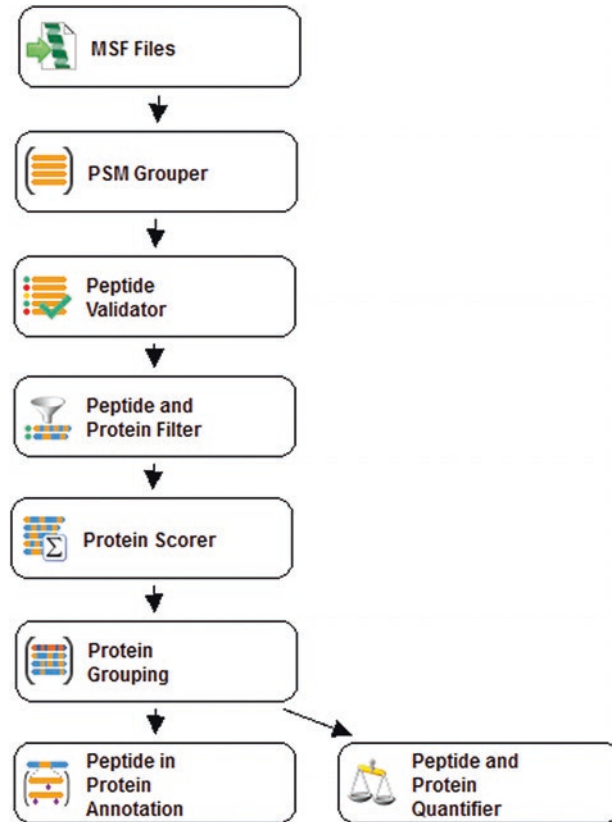 MSF Files
PSM Grouper
Peptide
Validator
Peptide and
Protein Filter
Protein Scorer
Σ
Protein
Grouping
Peptide in
Protein
Annotation
Peptide and
Protein
Quantifier